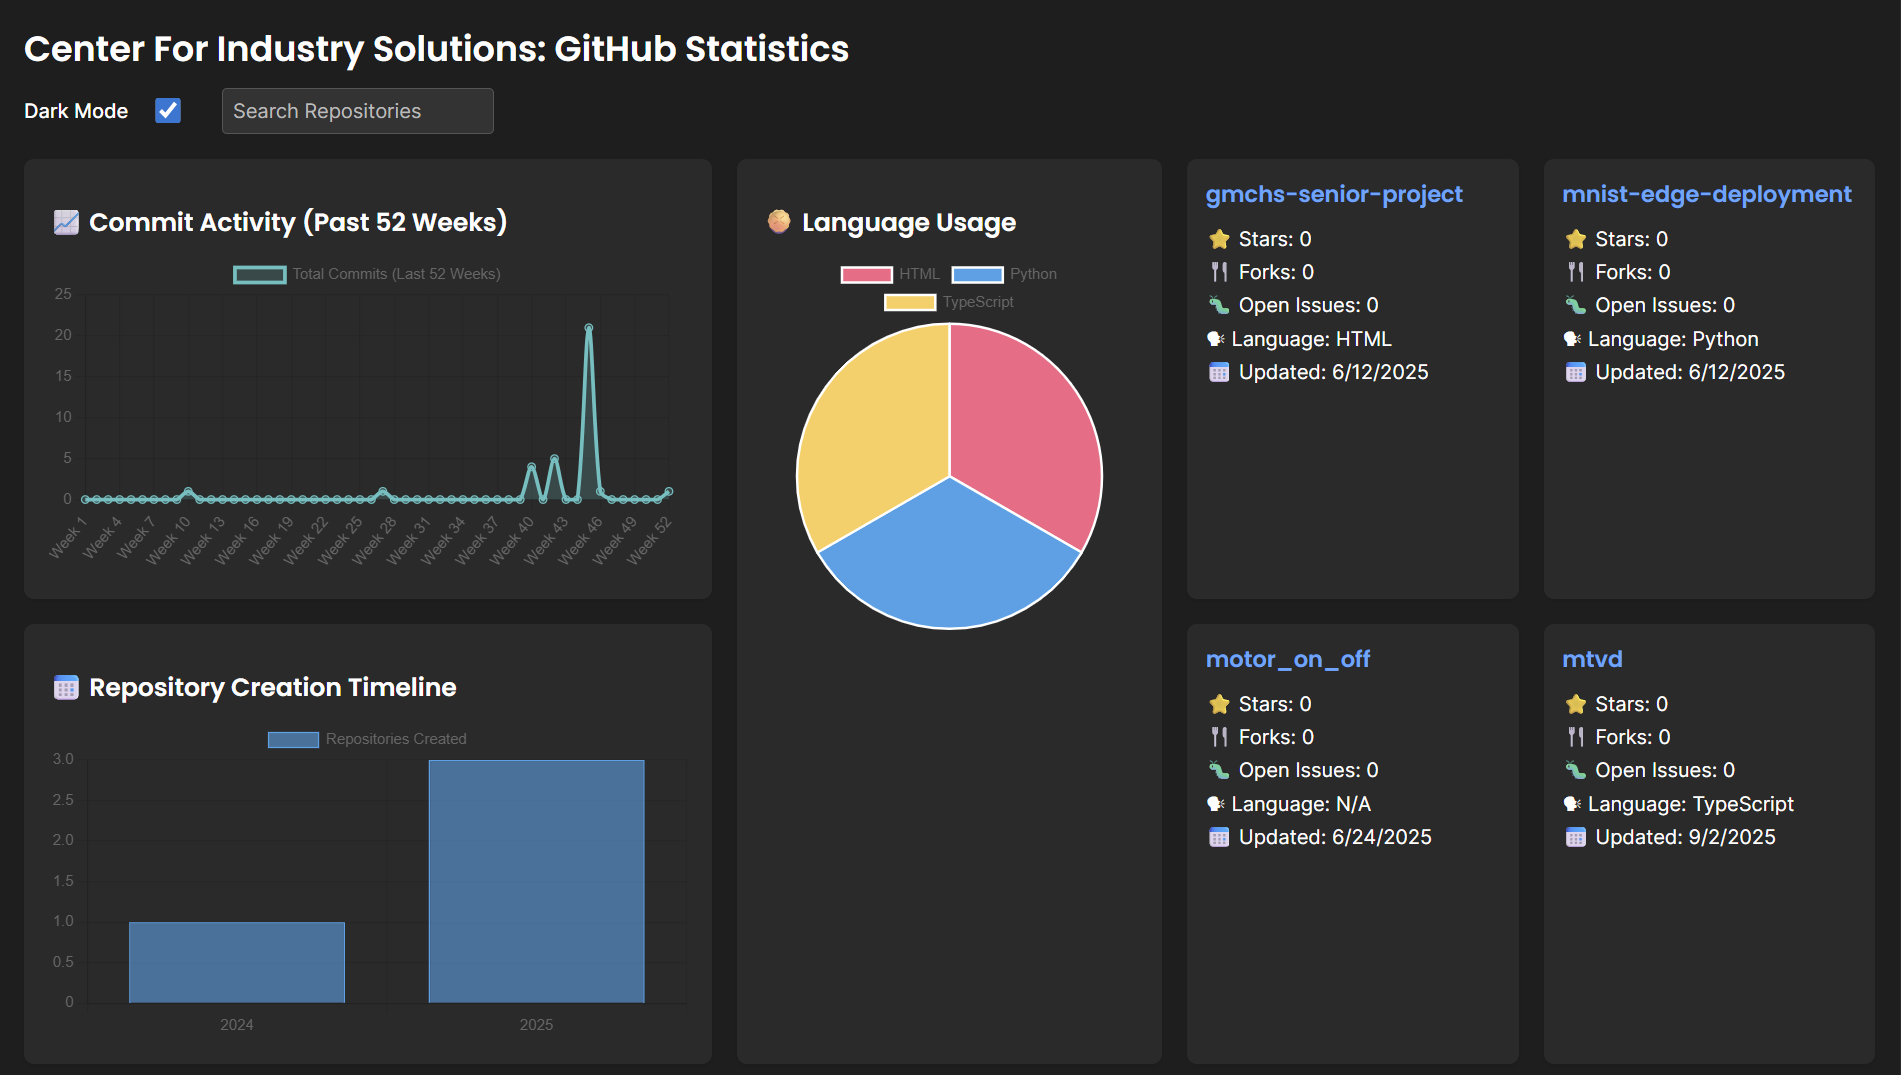 Center For Industry Solutions: GitHub Statistics
Dark Mode
Search Repositories
Commit Activity (Past 52 Weeks)
Total Commits (Last 52 Weeks)
25
20
15
10
5
0
Week 1
Week 4
Week 7
Week 10
Week 13
Week 16
Week 19
Week 22
Week 25
Week 28
Week 31
Week 34
Week 37
Week 40
Week 43
Week 46
Week 49
Week 52
Language Usage
HTML
Python
TypeScript
gmchs-senior-project
Stars: 0
Forks: 0
Open Issues: 0
Language: HTML
Updated: 6/12/2025
mnist-edge-deployment
Stars: 0
Forks: 0
Open Issues: 0
Language: Python
Updated: 6/12/2025
Repository Creation Timeline
Repositories Created
3.0
2.5
2.0
1.5
1.0
0.5
0
2024
2025
motor_on_off
Stars: 0
Forks: 0
Open Issues: 0
Language: N/A
Updated: 6/24/2025
mtvd
Stars: 0
Forks: 0
Open Issues: 0
Language: TypeScript
Updated: 9/2/2025